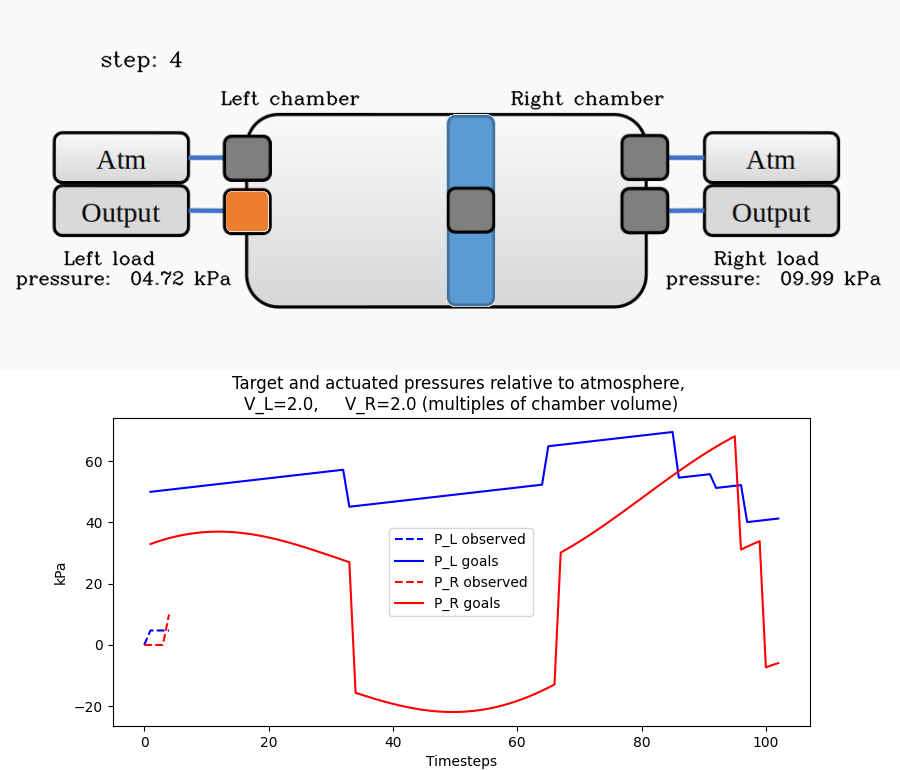 step: 4
Left chamber
Right chamber
Atm
Atm
Output
Output
Left load
pressure: 04.72 kPa
Right load
pressure: 09.99 kPa
Target and actuated pressures relative to atmosphere,
V_L=2.0, V_R=2.0 (multiples of chamber volume)
60
40
20
0
−20
kPa
P_L observed
P_L goals
P_R observed
P_R goals
0 20 40 60 80 100
Timesteps